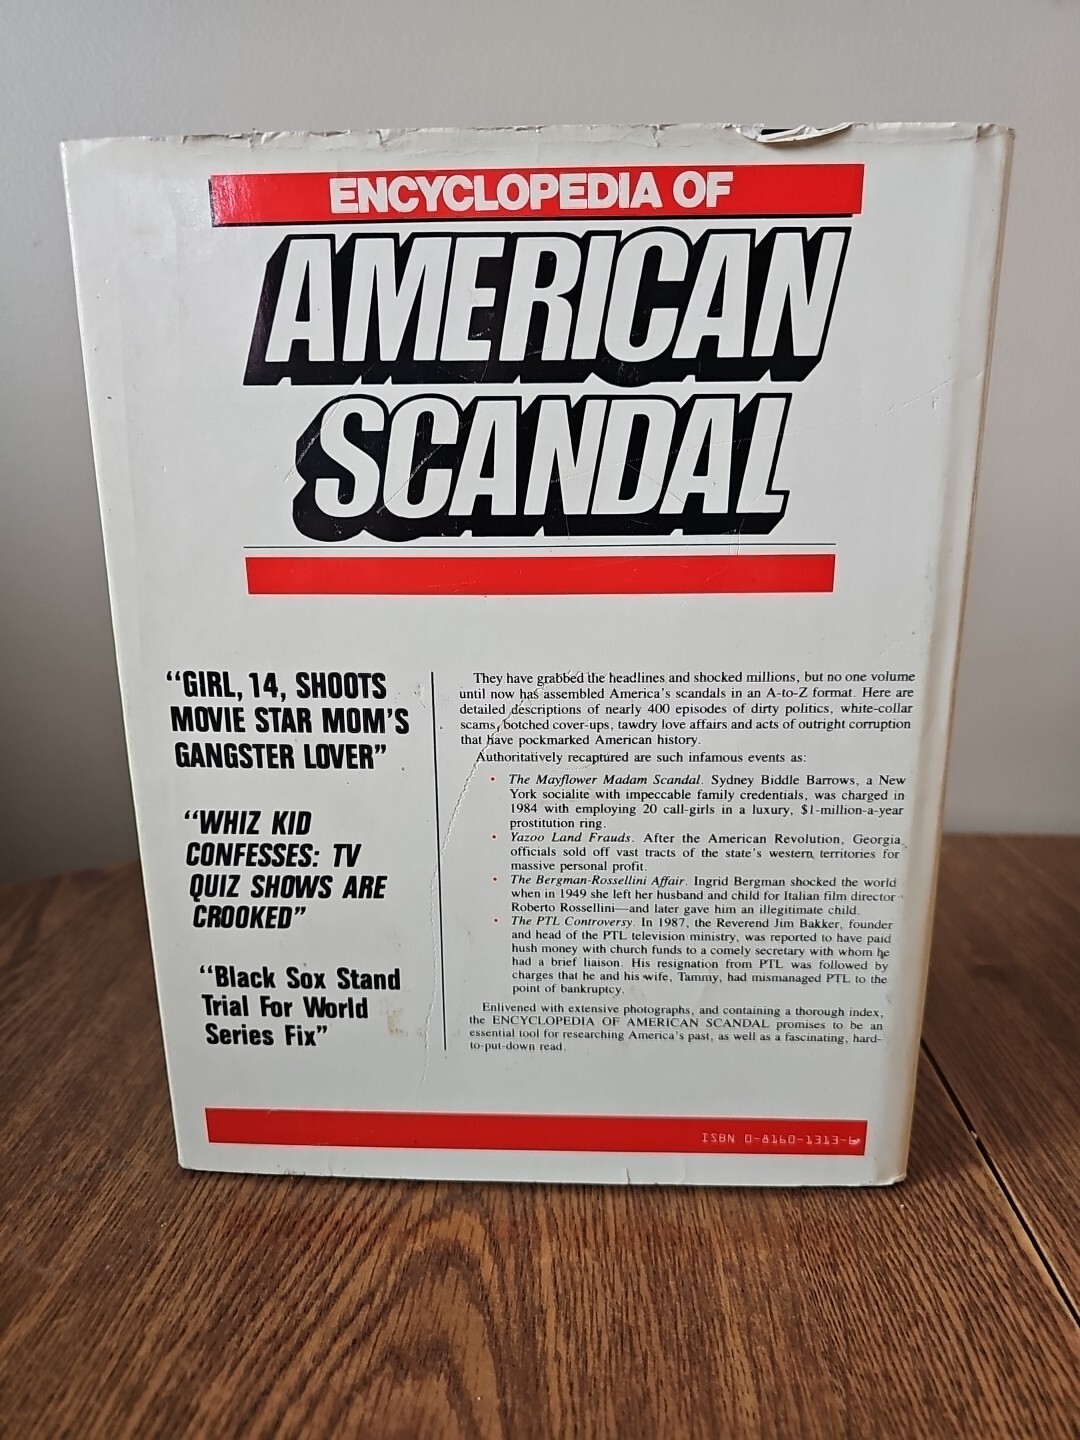 ENCYCLOPEDIA OF
AMERICAN
SCANDAL
"GIRL, 14, SHOOTS
MOVIE STAR MOM'S
GANGSTER LOVER"
"WHIZ KID
CONFESSES: TV
QUIZ SHOWS ARE
CROOKED"
"Black Sox Stand
Trial For World
Series Fix"
They have grabbed the headlines and shocked millions, but no one volume
until now has assembled America's scandals in an A-to-Z format. Here are
detailed descriptions of nearly 400 episodes of dirty politics, white-collar
scams, botched cover-ups, tawdry love affairs and acts of outright corruption
that have pockmarked American history.
Authoritatively recaptured are such infamous events as:
• The Mayflower Madam Scandal. Sydney Biddle Barrows, a New
York socialite with impeccable family credentials, was charged in
1984 with employing 20 call-girls in a luxury, $1-million-a-year
prostitution ring.
• Yazoo Land Frauds. After the American Revolution, Georgia
officials sold off vast tracts of the state's western territories for
massive personal profit.
• The Bergman-Rossellini Affair. Ingrid Bergman shocked the world
when in 1949 she left her husband and child for Italian film director
Roberto Rossellini—and later gave him an illegitimate child.
• The PTL Controversy. In 1987, the Reverend Jim Bakker, founder
and head of the PTL television ministry, was reported to have paid
hush money with church funds to a comely secretary with whom he
had a brief liaison. His resignation from PTL was followed by
charges that he and his wife, Tammy, had mismanaged PTL to the
point of bankruptcy.
Enlivened with extensive photographs, and containing a thorough index,
the ENCYCLOPEDIA OF AMERICAN SCANDAL promises to be an
essential tool for researching America's past, as well as a fascinating, hard-
to-put-down read.
ISBN 0-8160-1313-6